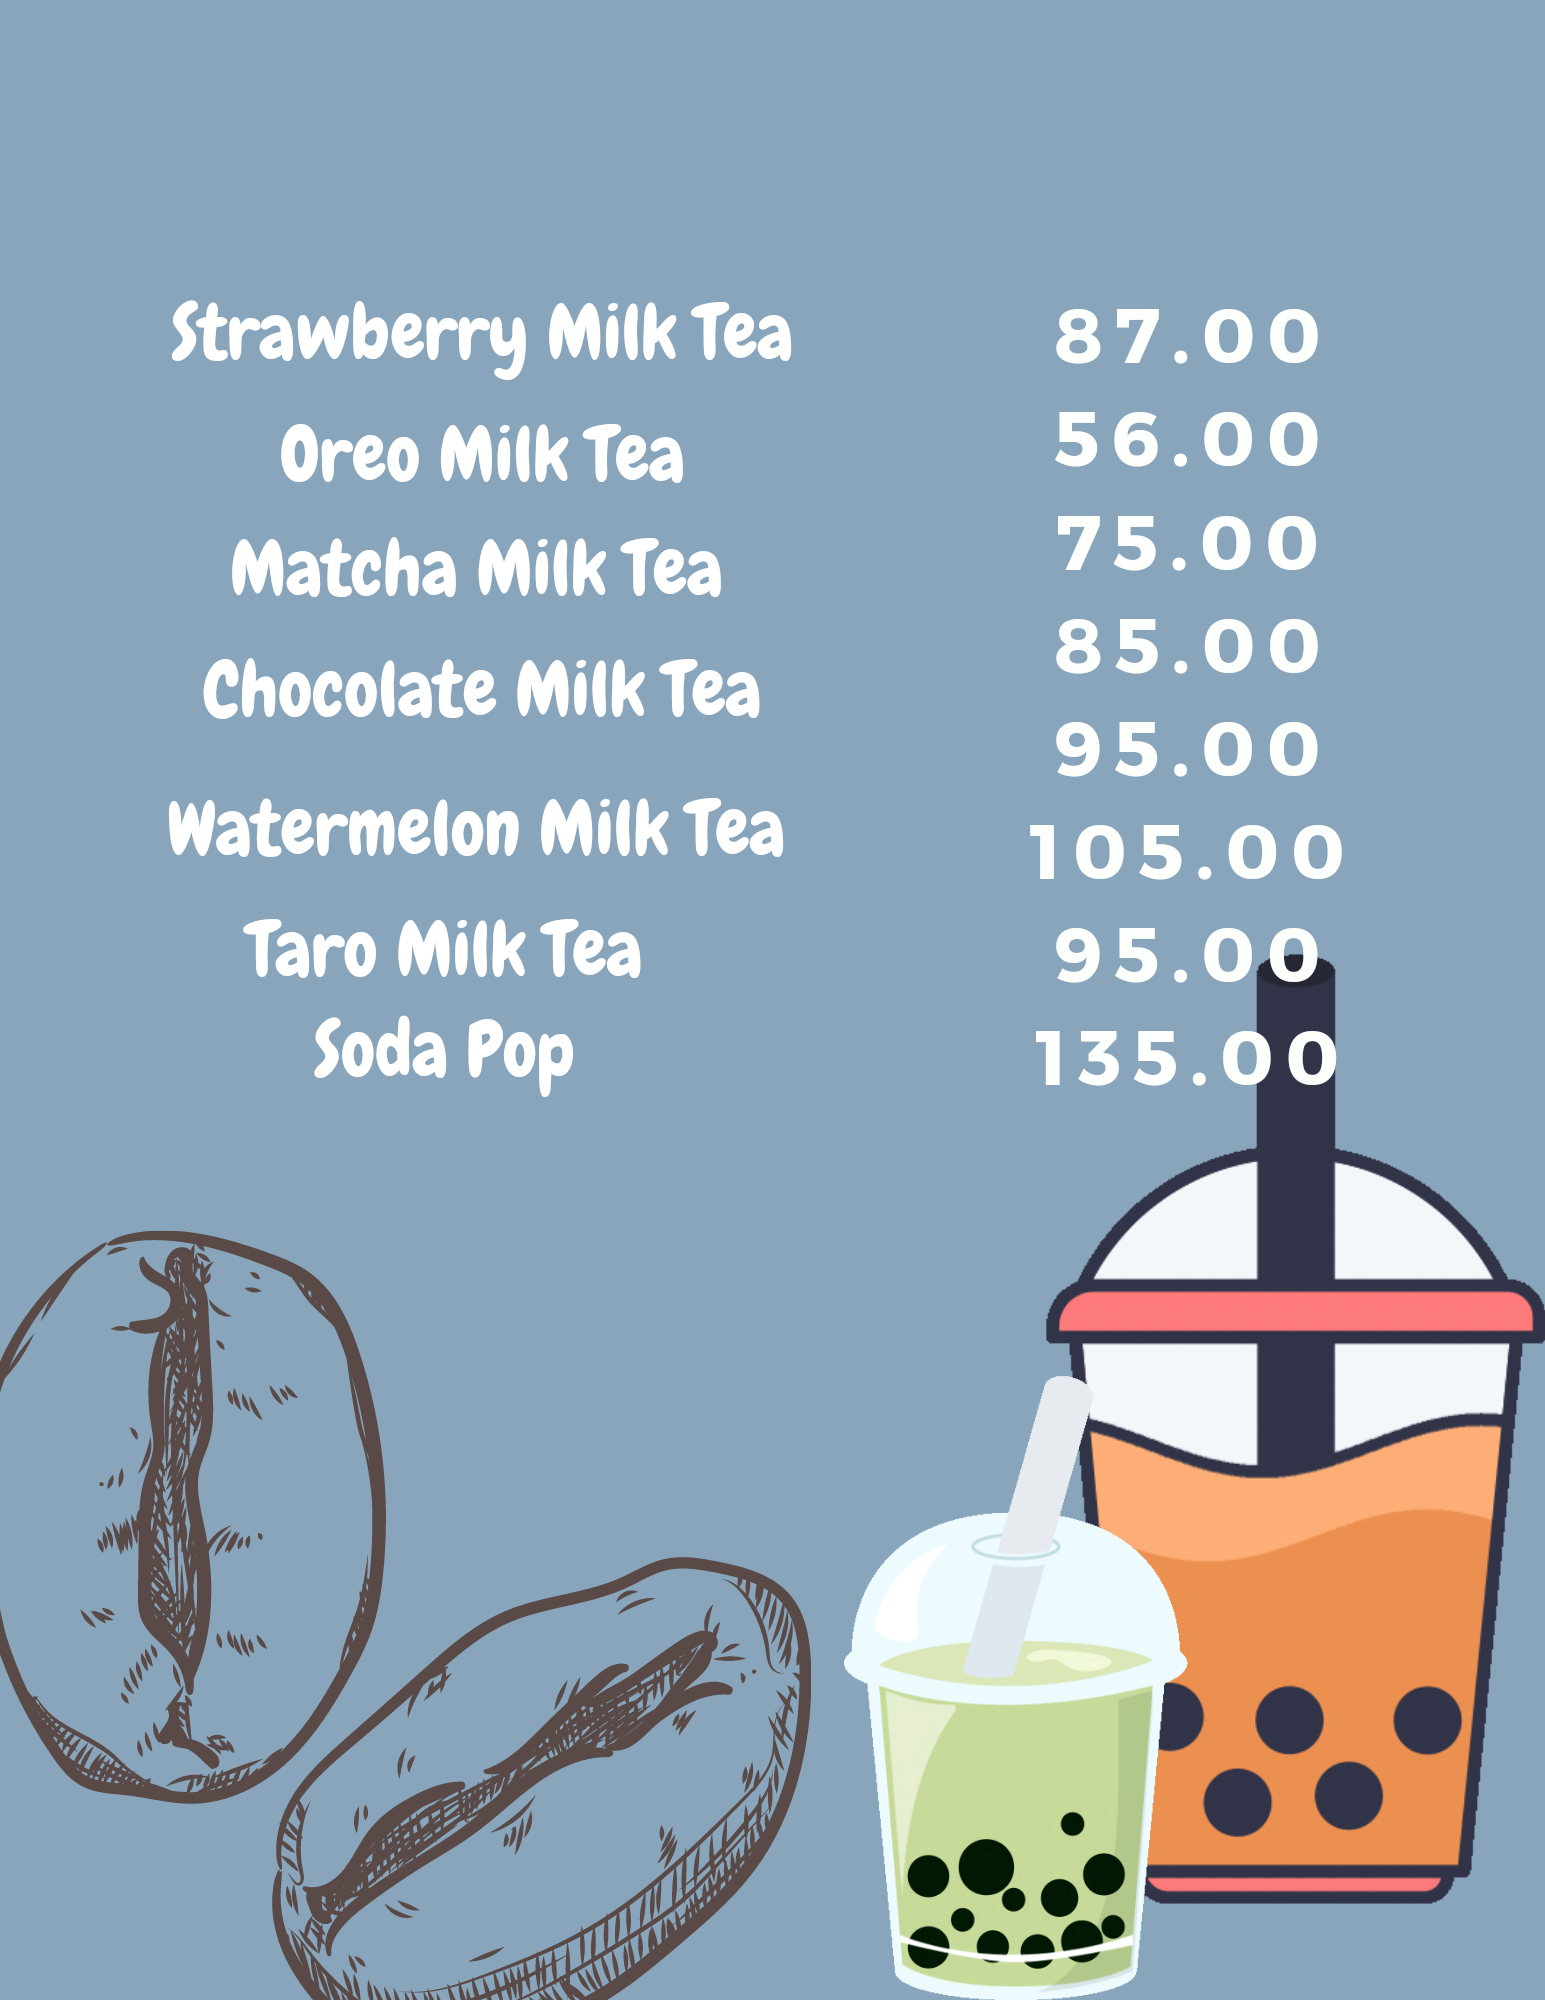 Strawberry Milk Tea
Oreo Milk Tea
Matcha Milk Tea
Chocolate Milk Tea
Watermelon Milk Tea
Taro Milk Tea
Soda Pop
87.00
56.00
75.00
85.00
95.00
105.00
95.00
135.00